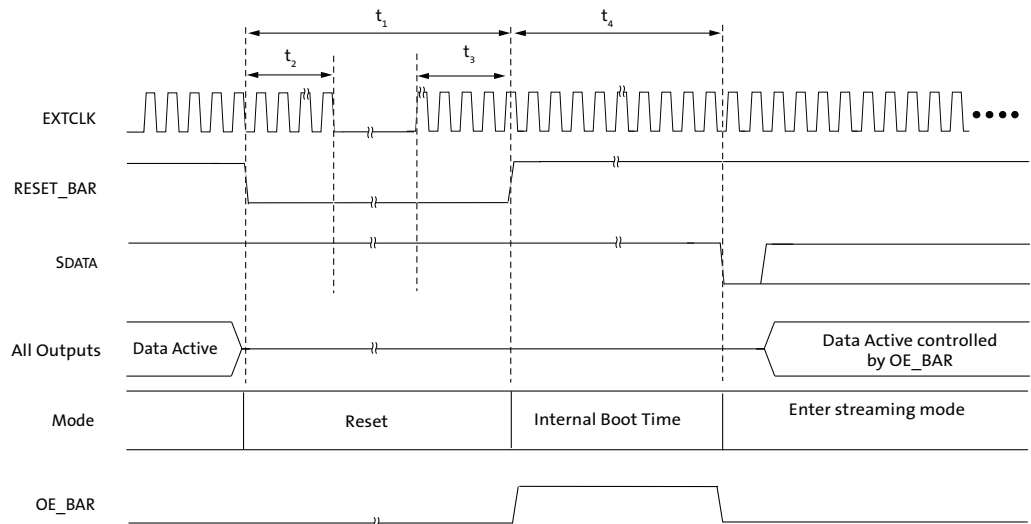 t1
t4
t2
t3
EXTCLK
RESET_BAR
SDATA
All Outputs
Data Active
Data Active controlled
by OE_BAR
Mode
Reset
Internal Boot Time
Enter streaming mode
OE_BAR